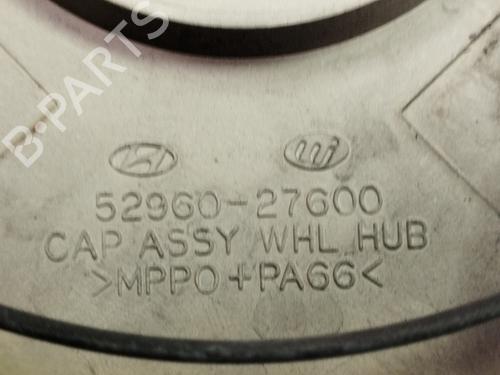 B-PARTS
52960-27600
CAP ASSY WHL HUB
>MPPO+PA66<